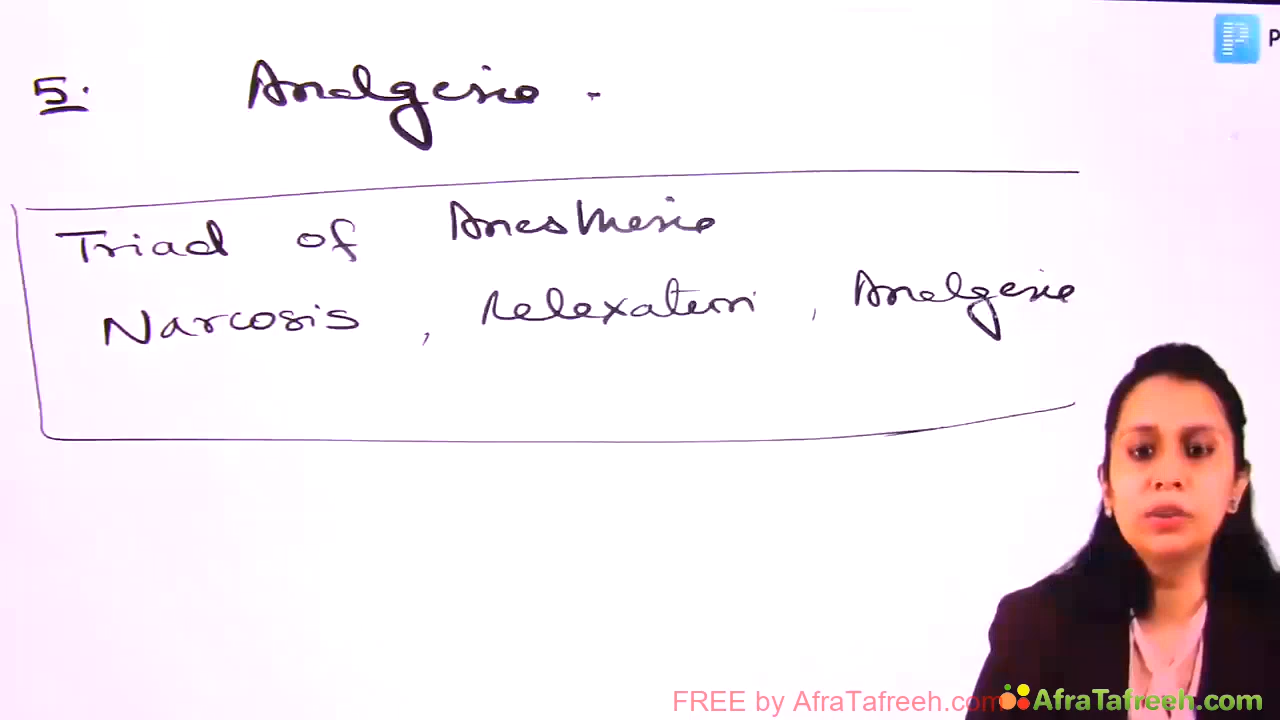 P
5. Analgesia -
Triad of Anesthesia
Narcosis, Relaxation, Analgesia
FREE by AfraTafreeh.com
AfraTafreeh.com